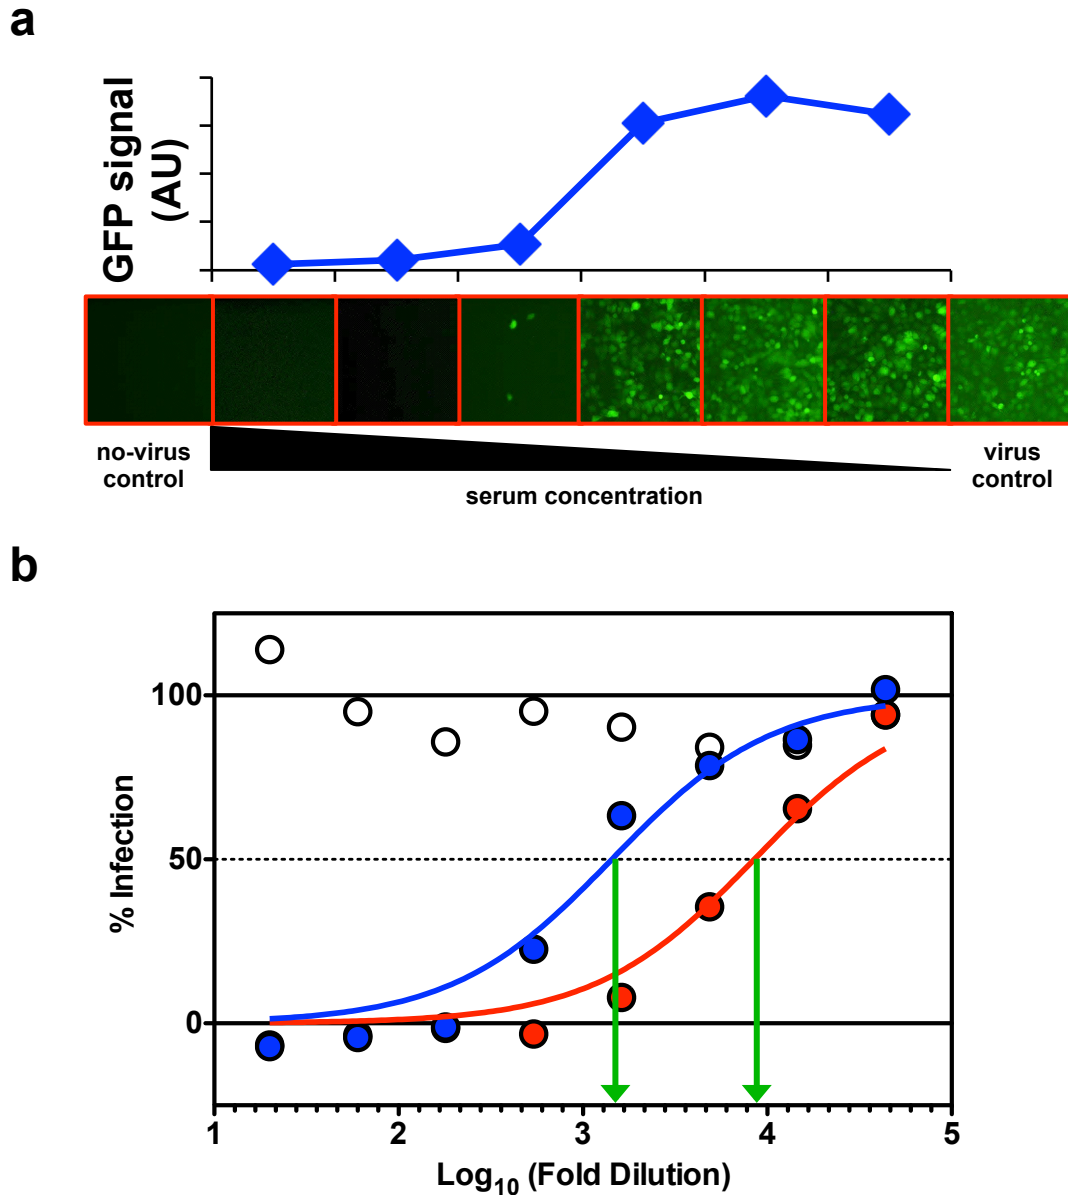 a
GFP signal
(AU)
no-virus
control
serum concentration
virus
control
b
% Infection
100
50
0
1
2
3
4
5
Log₁₀ (Fold Dilution)